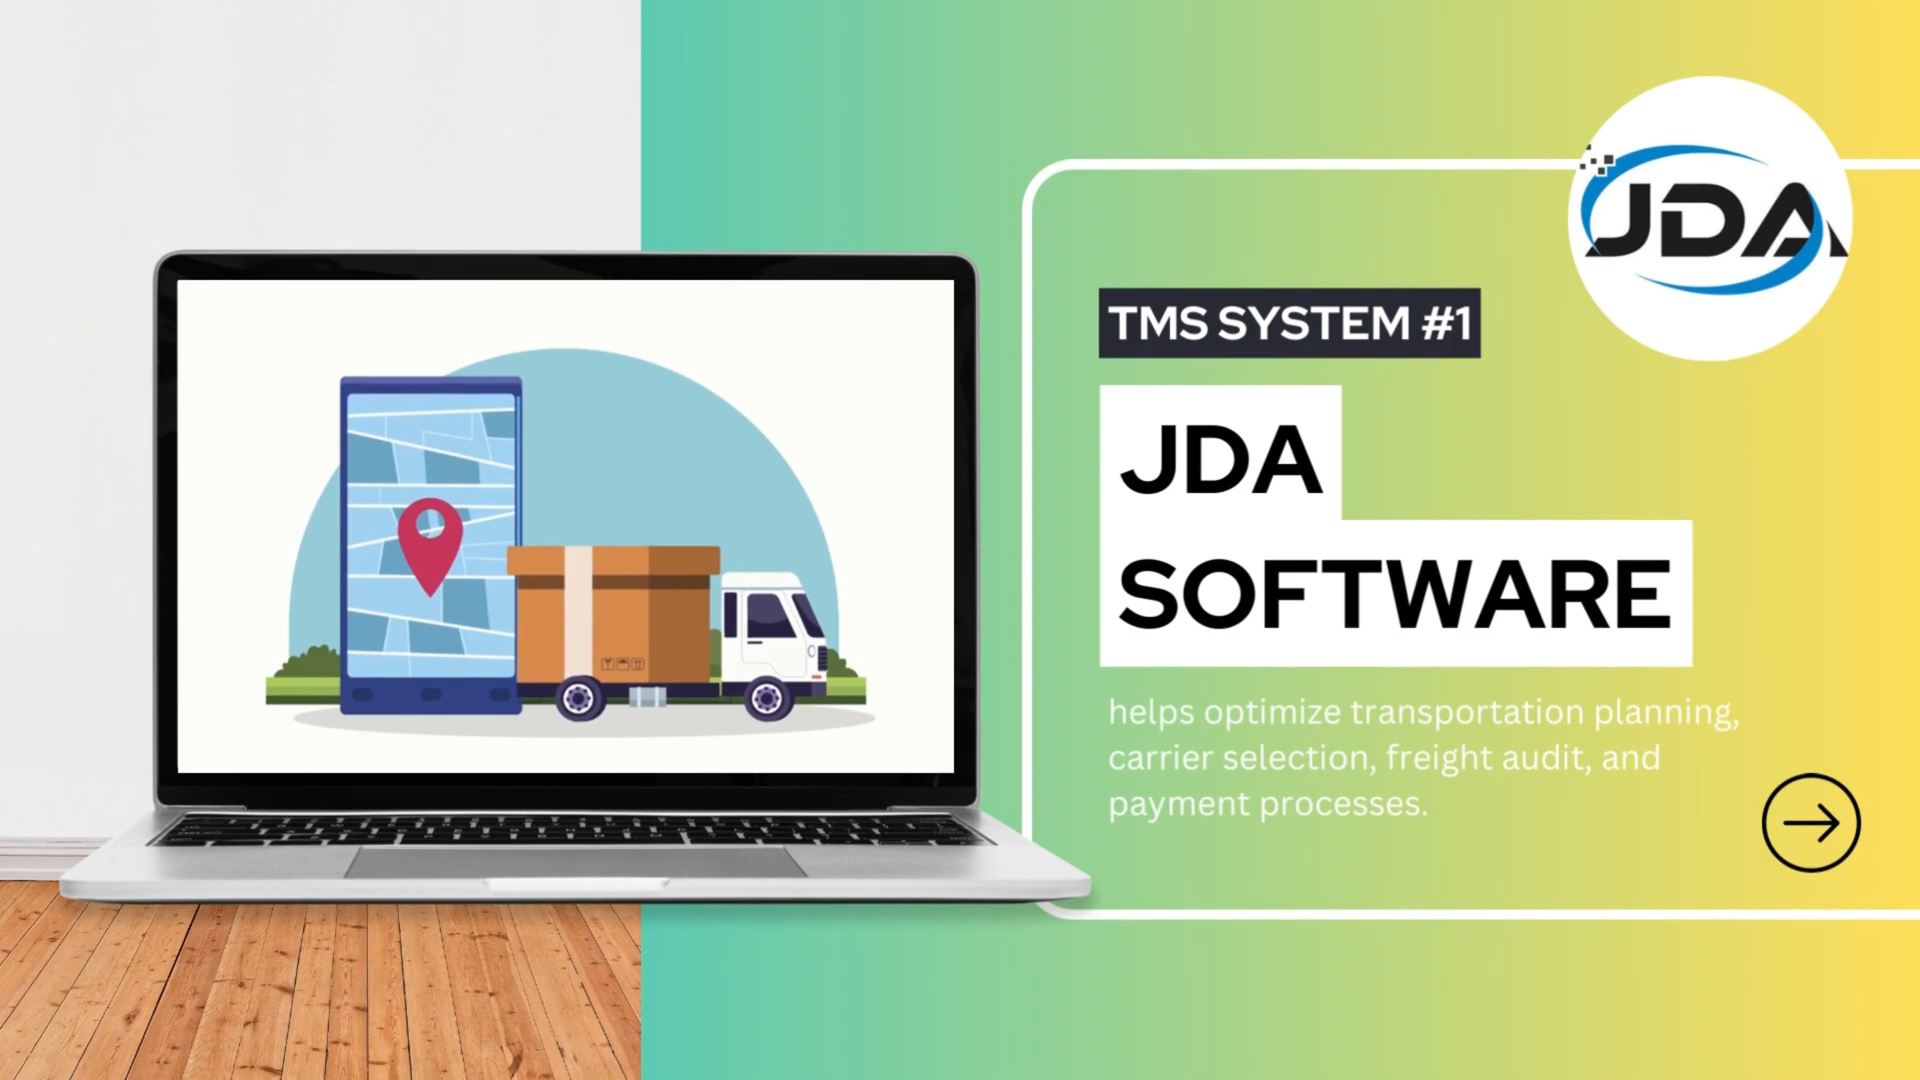 JDA
TMS SYSTEM #1
JDA
SOFTWARE
helps optimize transportation planning,
carrier selection, freight audit, and
payment processes.